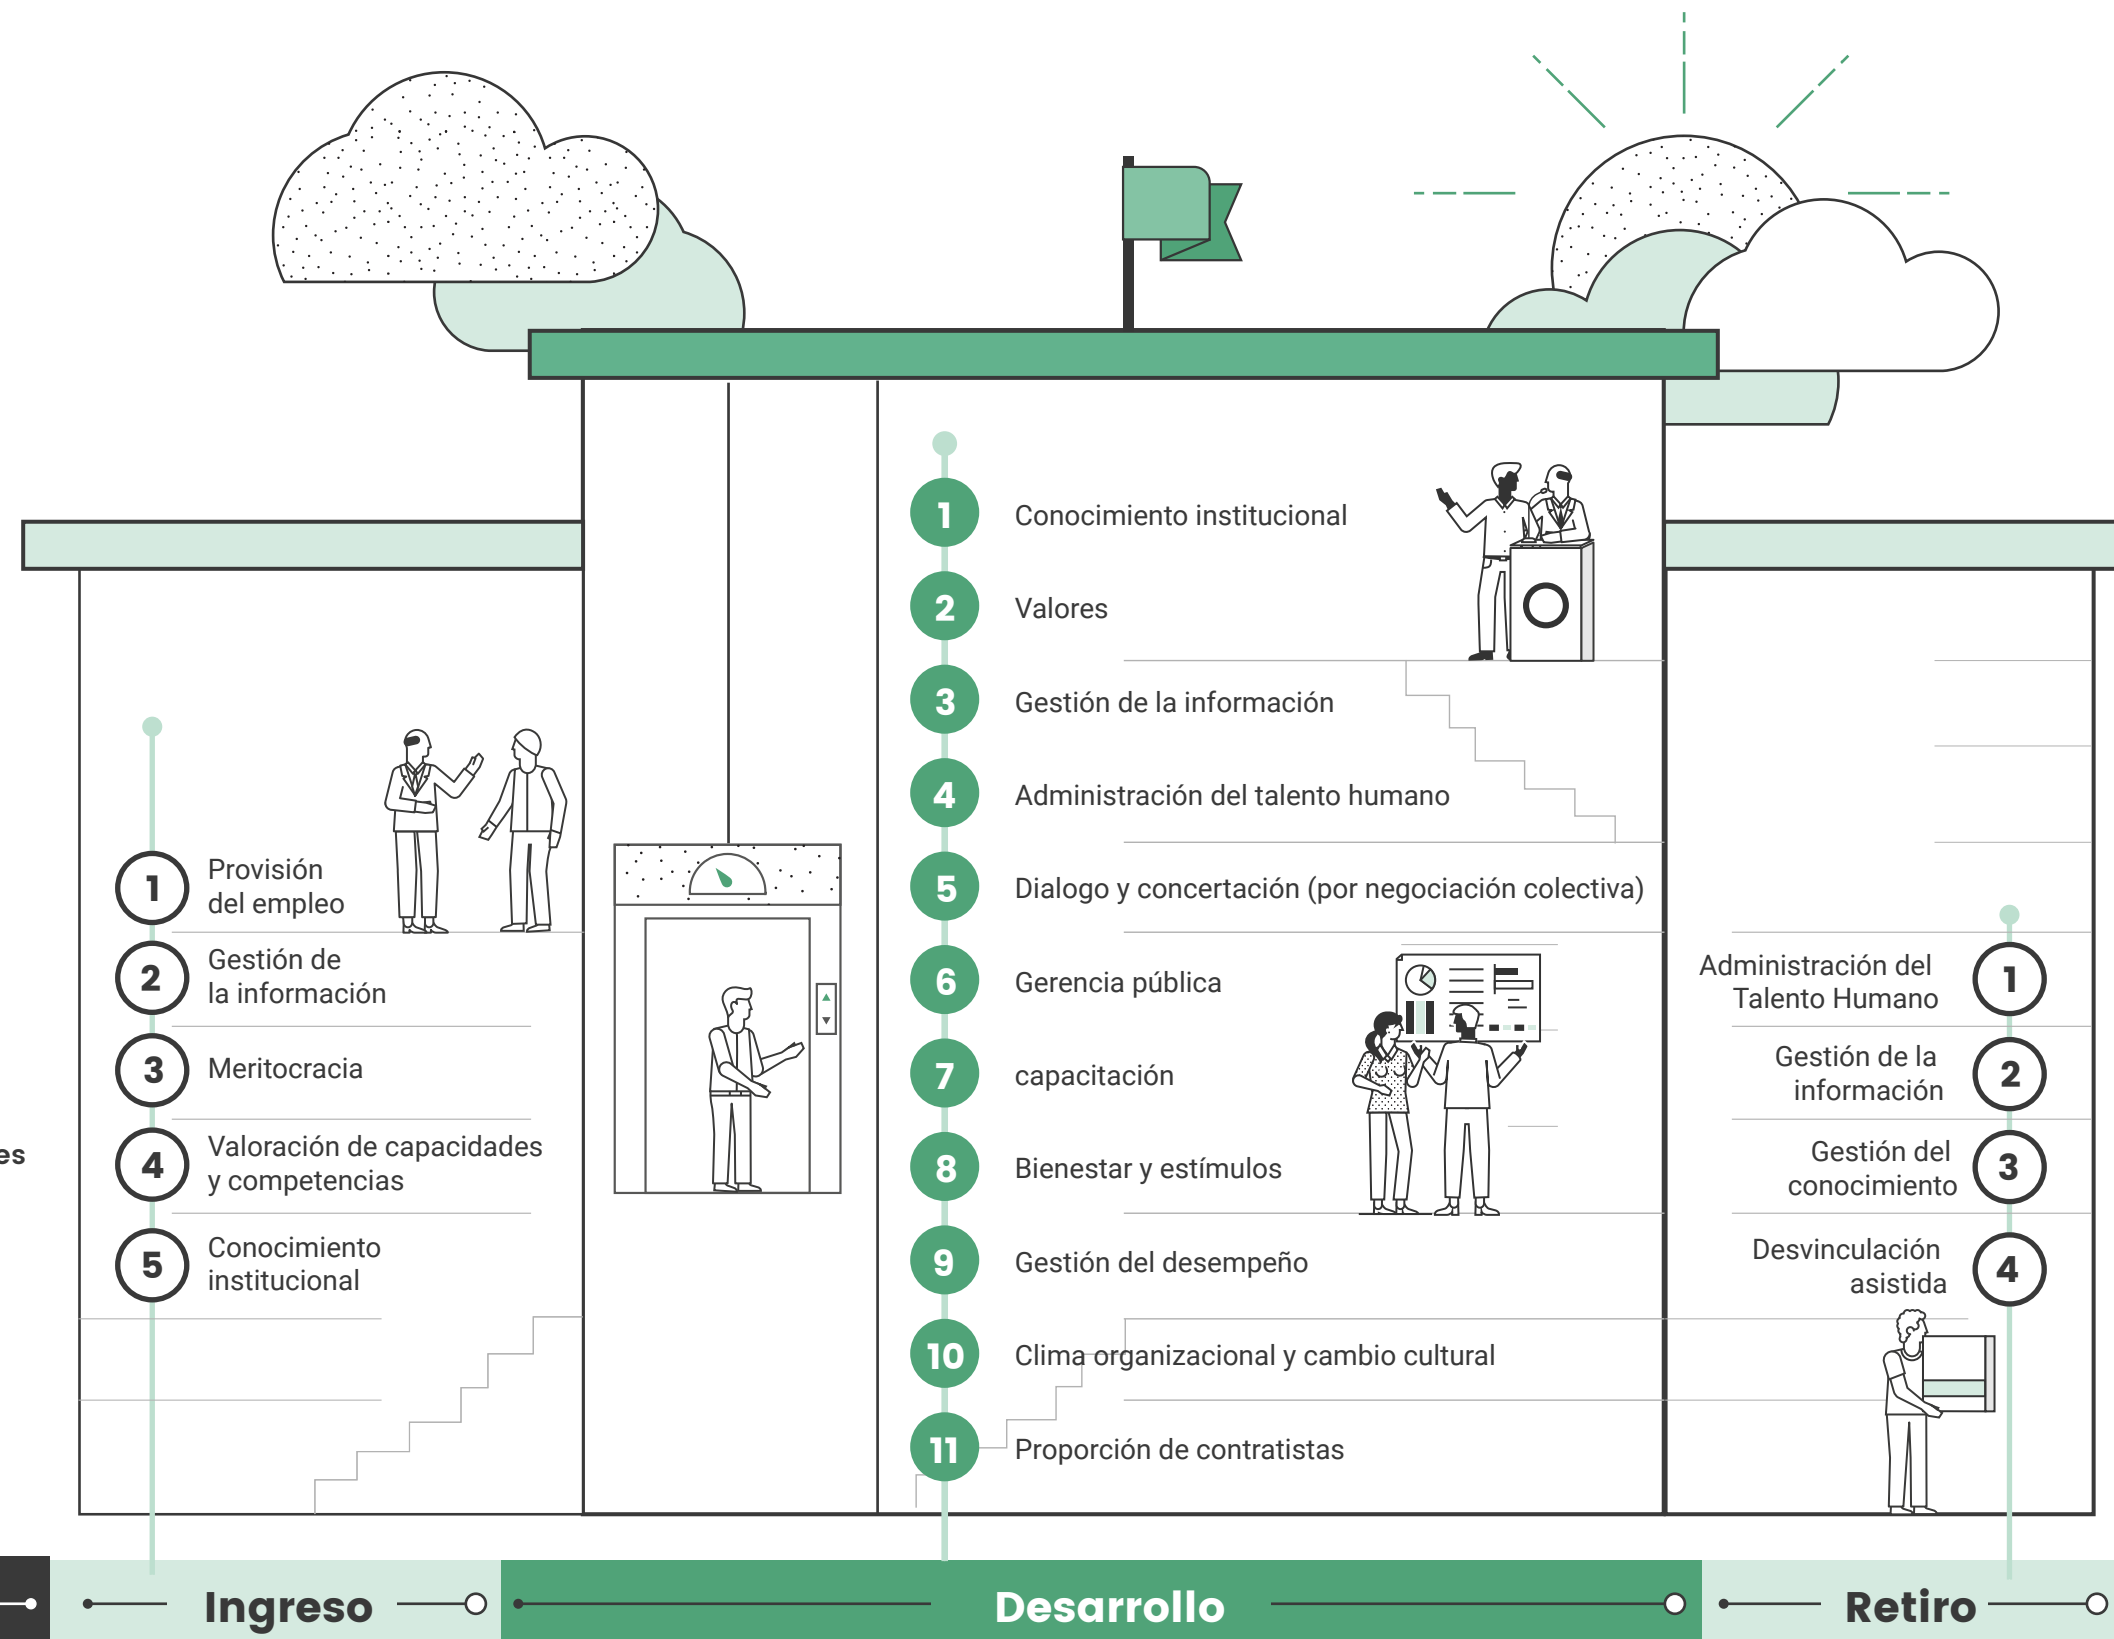 1
Provisión
del empleo
2
Gestión de
la información
3
Meritocracia
4
Valoración de capacidades
y competencias
5
Conocimiento
institucional
1
Conocimiento institucional
2
Valores
3
Gestión de la información
4
Administración del talento humano
5
Dialogo y concertación (por negociación colectiva)
6
Gerencia pública
7
capacitación
8
Bienestar y estímulos
9
Gestión del desempeño
10
Clima organizacional y cambio cultural
11
Proporción de contratistas
Administración del
Talento Humano
1
Gestión de la
información
2
Gestión del
conocimiento
3
Desvinculación
asistida
4
Ingreso
Desarrollo
Retiro